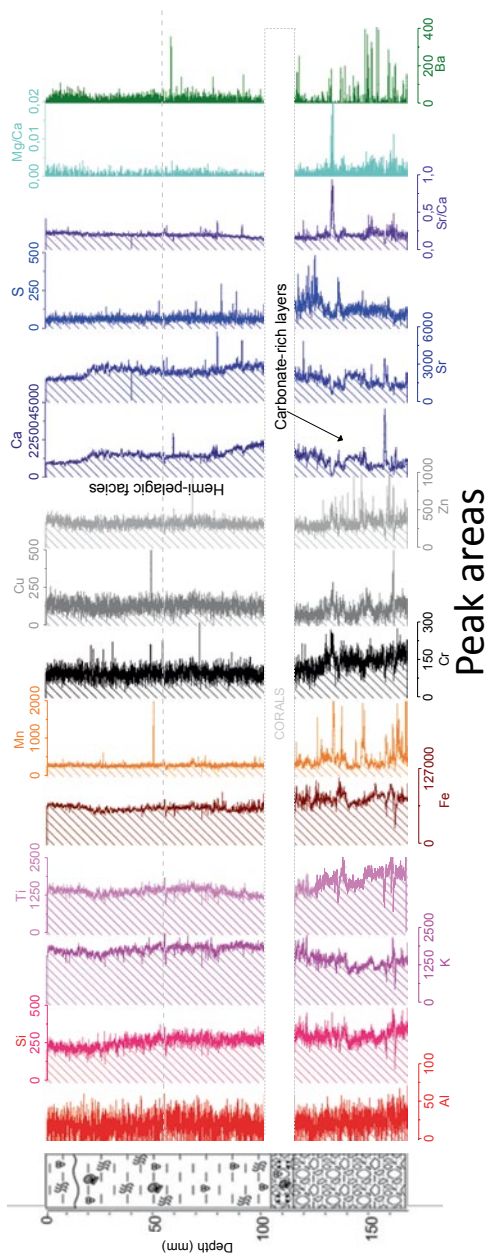 Ba
0 200 400
Mg/Ca
0,00 0,01 0,02
Sr/Ca
0,0 0,5 1,0
S
0 250 500
Sr
0 3000 6000
Ca
0 22500 45000
Zn
0 500 1000
Cu
0 250 500
Cr
0 150 300
Mn
0 1000 2000
Fe
0 127000
Ti
0 1250 2500
K
0 1250 2500
Si
0 250 500
Al
0 50 100
Hemi-pelagic facies
Carbonate-rich layers
CORALS
Depth (mm)
0 50 100 150
Peak areas